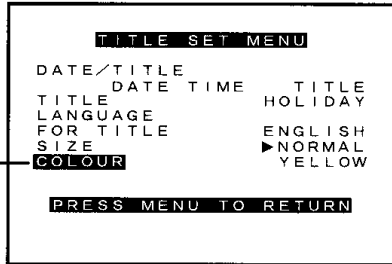 TITLE SET MENU
DATE/TITLE
DATE TIME TITLE
TITLE HOLIDAY
LANGUAGE
FOR TITLE ENGLISH
SIZE ▶NORMAL
COLOUR YELLOW
PRESS MENU TO RETURN